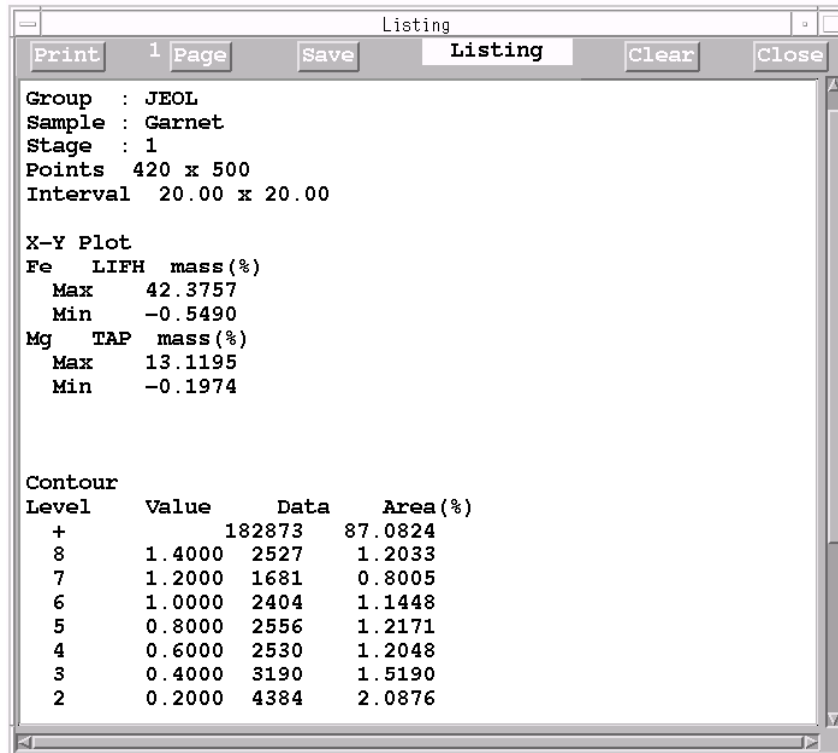 Listing
Print 1 Page Save Listing Clear Close
Group : JEOL
Sample : Garnet
Stage : 1
Points 420 x 500
Interval 20.00 x 20.00
X-Y Plot
Fe LIFH mass(%)
Max 42.3757
Min -0.5490
Mg TAP mass(%)
Max 13.1195
Min -0.1974
Contour
Level Value Data Area(%)
+ 182873 87.0824
8 1.4000 2527 1.2033
7 1.2000 1681 0.8005
6 1.0000 2404 1.1448
5 0.8000 2556 1.2171
4 0.6000 2530 1.2048
3 0.4000 3190 1.5190
2 0.2000 4384 2.0876